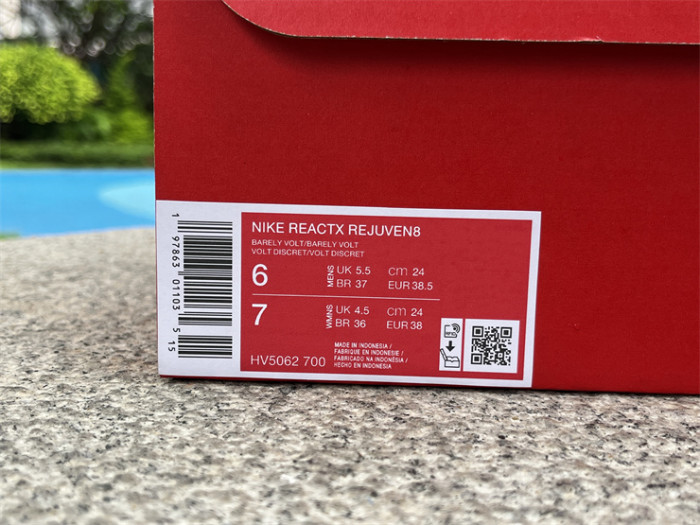 NIKE REACTX REJUVEN8
BARELY VOLT/BARELY VOLT
VOLT DISCRET/VOLT DISCRET
6 MENS UK 5.5 cm 24
BR 37 EUR 38.5
7 WMNS UK 4.5 cm 24
BR 36 EUR 38
HV5062 700
MADE IN INDONESIA/
FABRIQUE EN INDONESIE /
FABRICADO NA INDONÉSIA /
HECHO EN INDONESIA
1 97863 01103 5 15